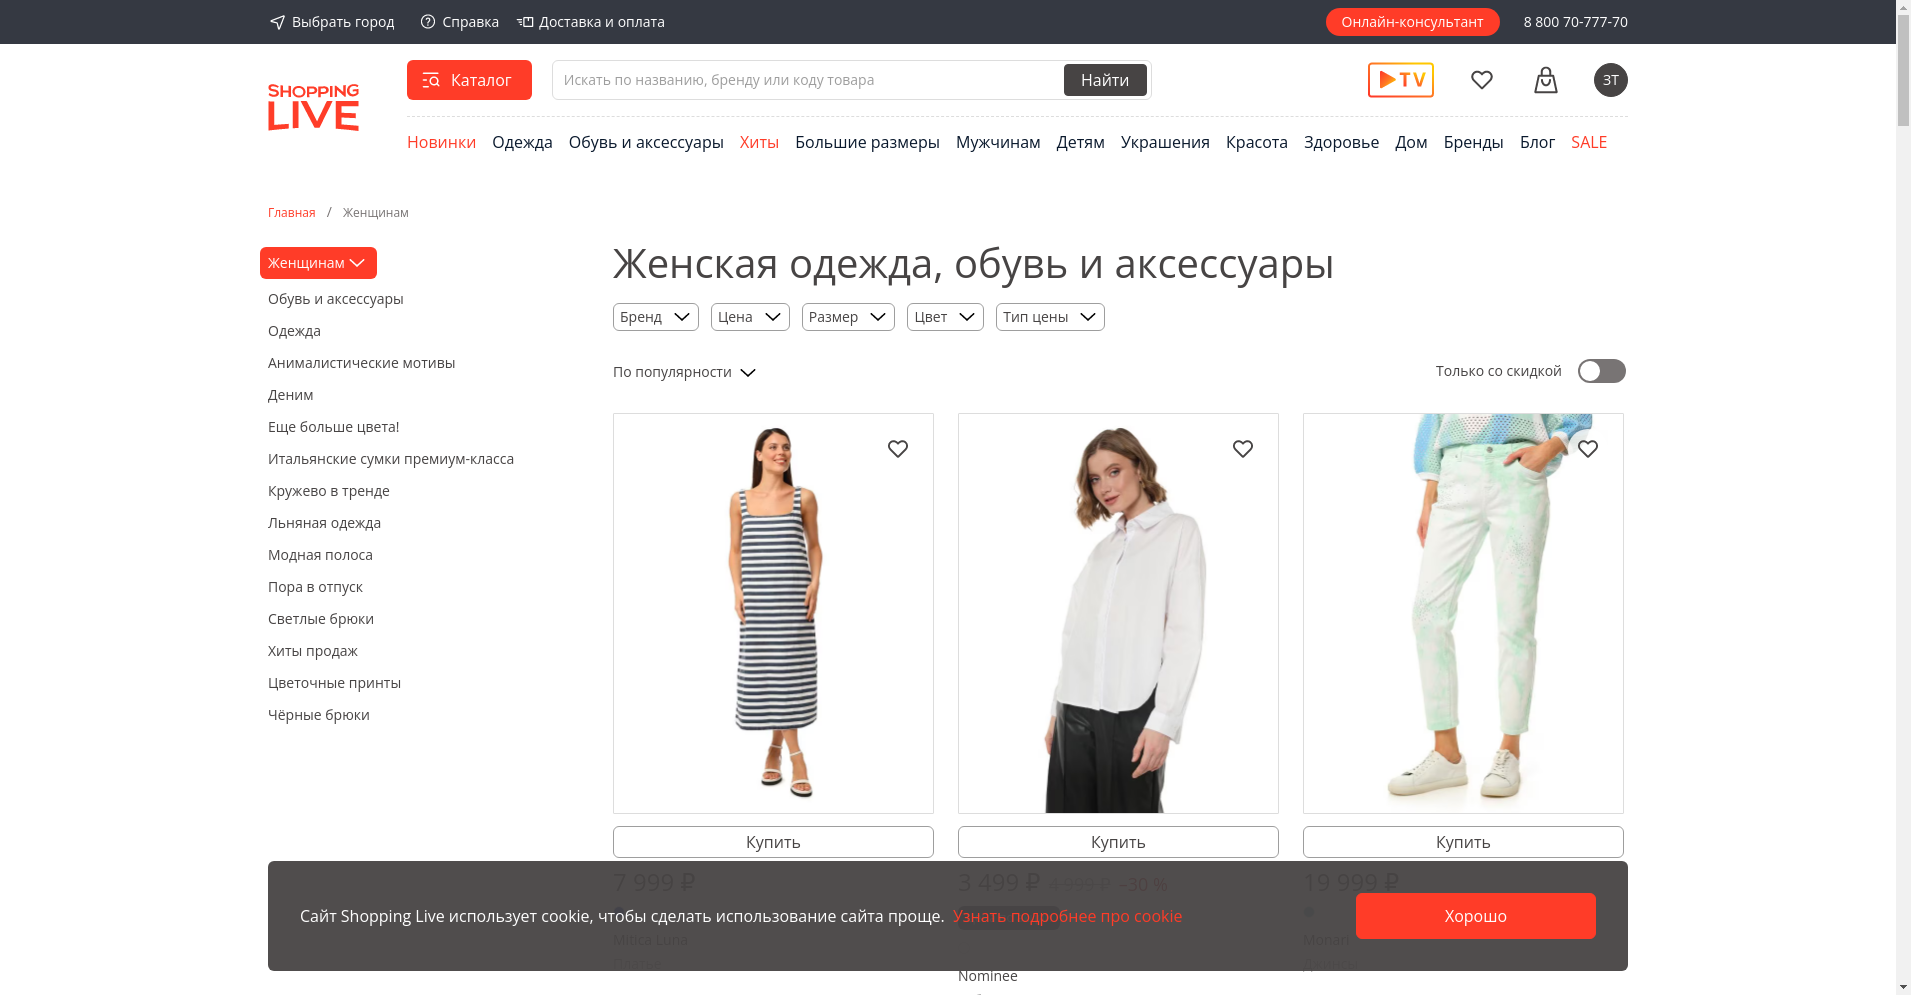 Выбрать город Справка Доставка и оплата Онлайн-консультант 8 800 70-777-70
SHOPPING LIVE
Каталог Искать по названию, бренду или коду товара Найти TV ЗТ
Новинки Одежда Обувь и аксессуары Хиты Большие размеры Мужчинам Детям Украшения Красота Здоровье Дом Бренды Блог SALE
Главная / Женщинам
Женщинам
Обувь и аксессуары
Одежда
Анималистические мотивы
Деним
Еще больше цвета!
Итальянские сумки премиум-класса
Кружево в тренде
Льняная одежда
Модная полоса
Пора в отпуск
Светлые брюки
Хиты продаж
Цветочные принты
Чёрные брюки
Женская одежда, обувь и аксессуары
Бренд Цена Размер Цвет Тип цены
По популярности Только со скидкой
Купить Купить Купить
7 999 ₽ 3 499 ₽ –30 % 19 999 ₽
Сайт Shopping Live использует cookie, чтобы сделать использование сайта проще. Узнать подробнее про cookie Хорошо
Mitica Luna Monari
Nominee